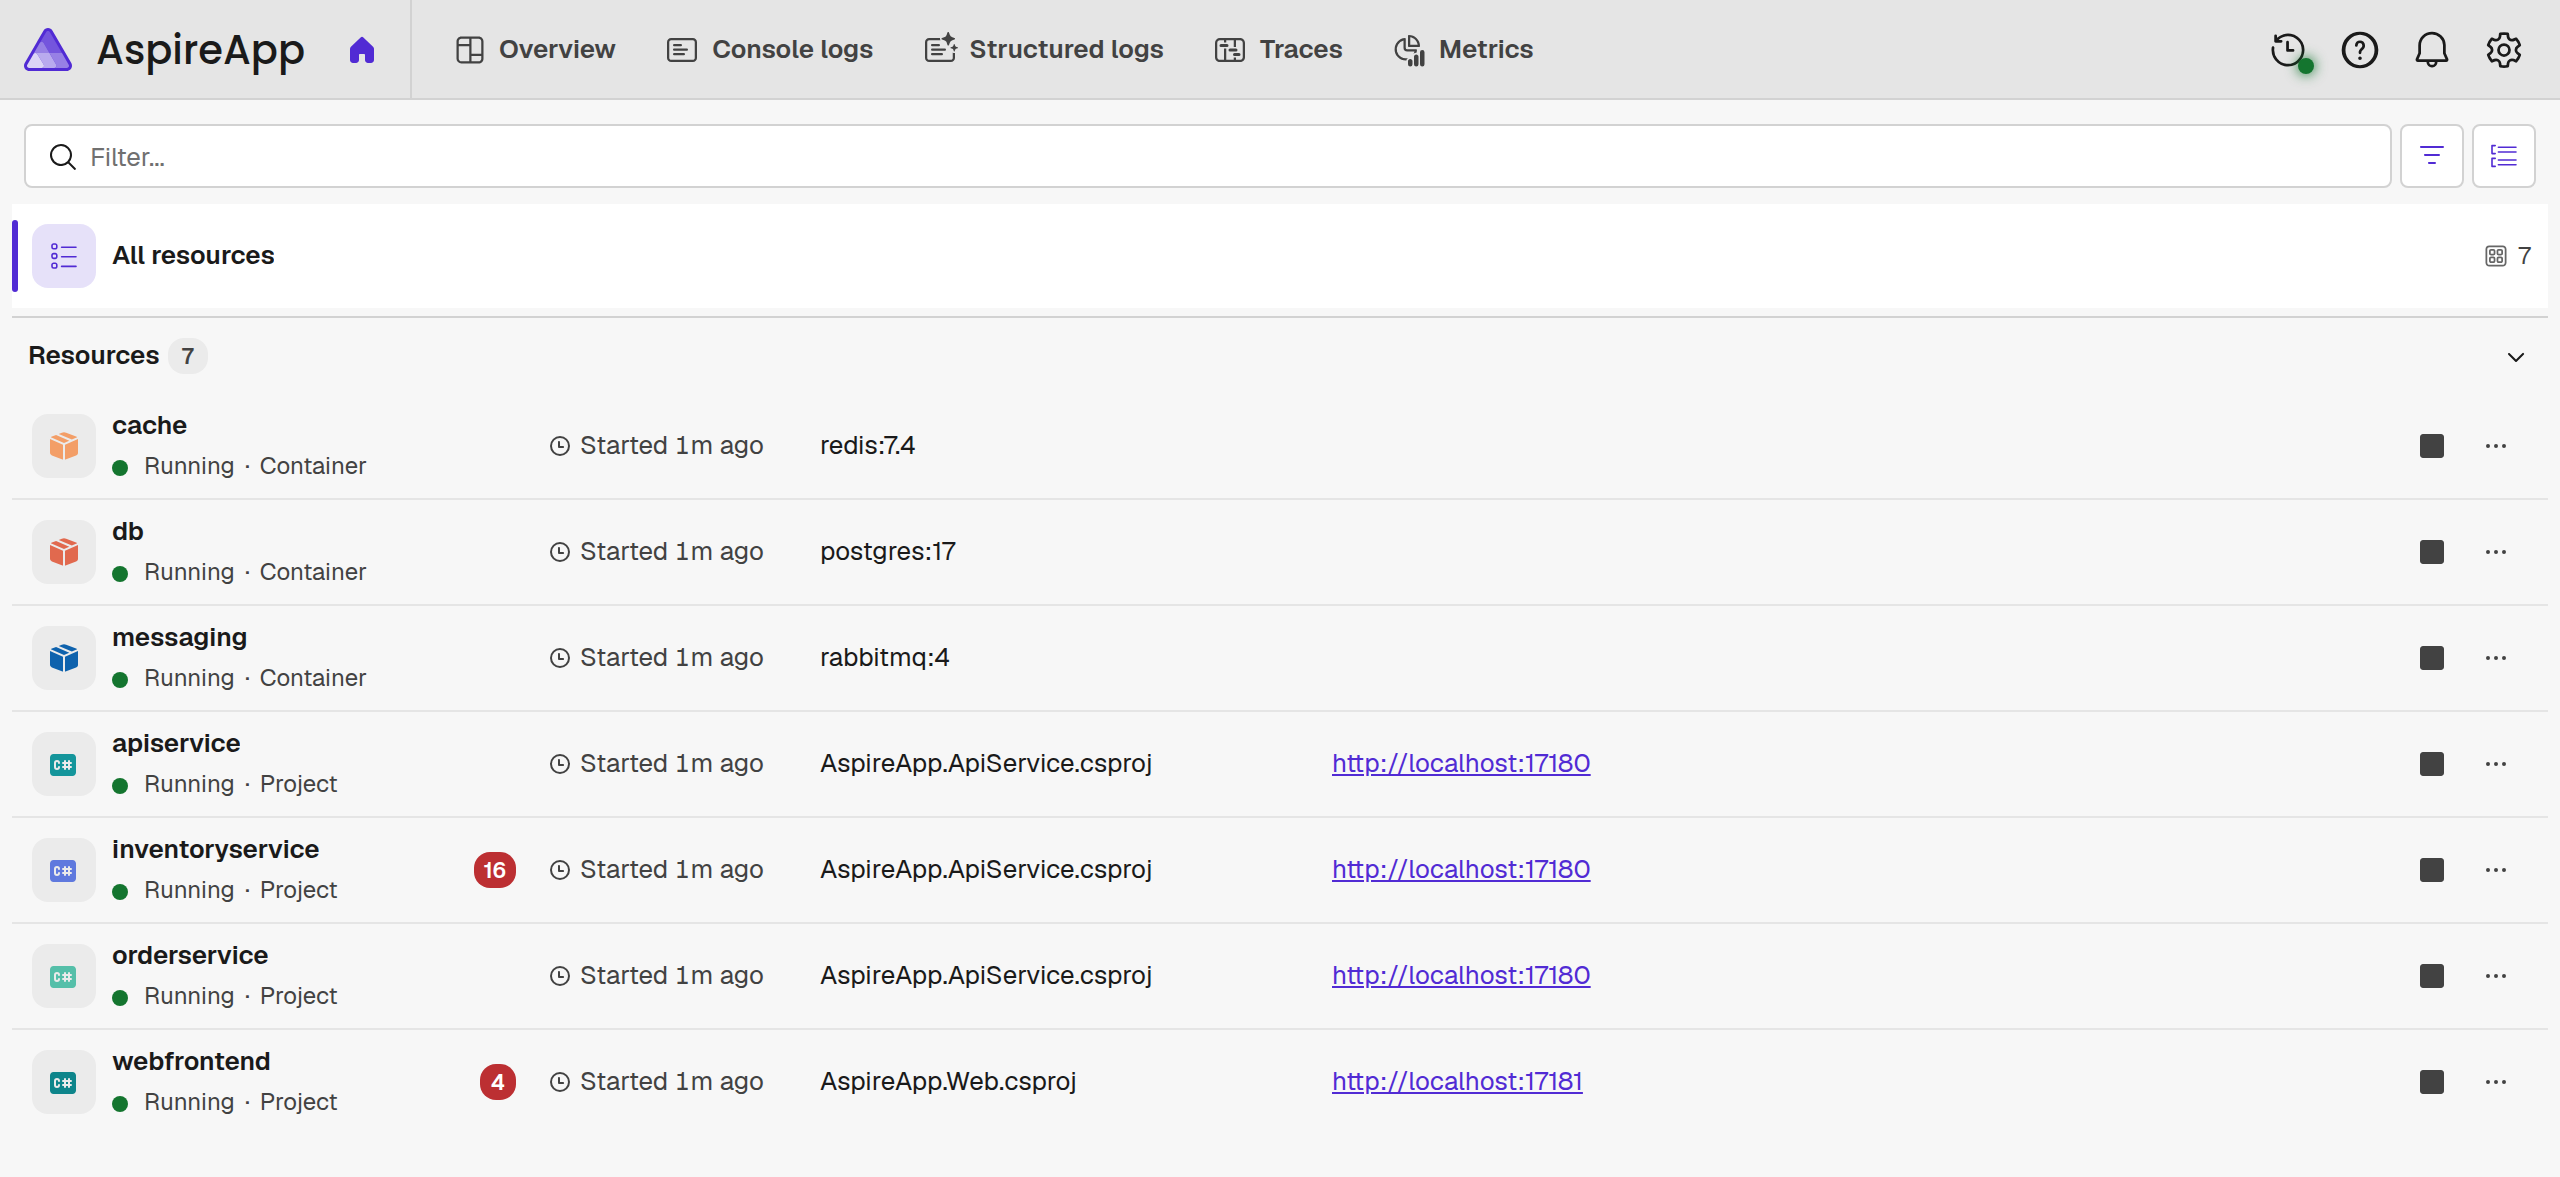 AspireApp
Overview
Console logs
Structured logs
Traces
Metrics
Filter...
All resources
7
Resources 7
cache
Running · Container
Started 1m ago
redis:7.4
db
Running · Container
Started 1m ago
postgres:17
messaging
Running · Container
Started 1m ago
rabbitmq:4
apiservice
C#
Running · Project
Started 1m ago
AspireApp.ApiService.csproj
http://localhost:17180
inventoryservice
C#
Running · Project
16
Started 1m ago
AspireApp.ApiService.csproj
http://localhost:17180
orderservice
C#
Running · Project
Started 1m ago
AspireApp.ApiService.csproj
http://localhost:17180
webfrontend
C#
Running · Project
4
Started 1m ago
AspireApp.Web.csproj
http://localhost:17181